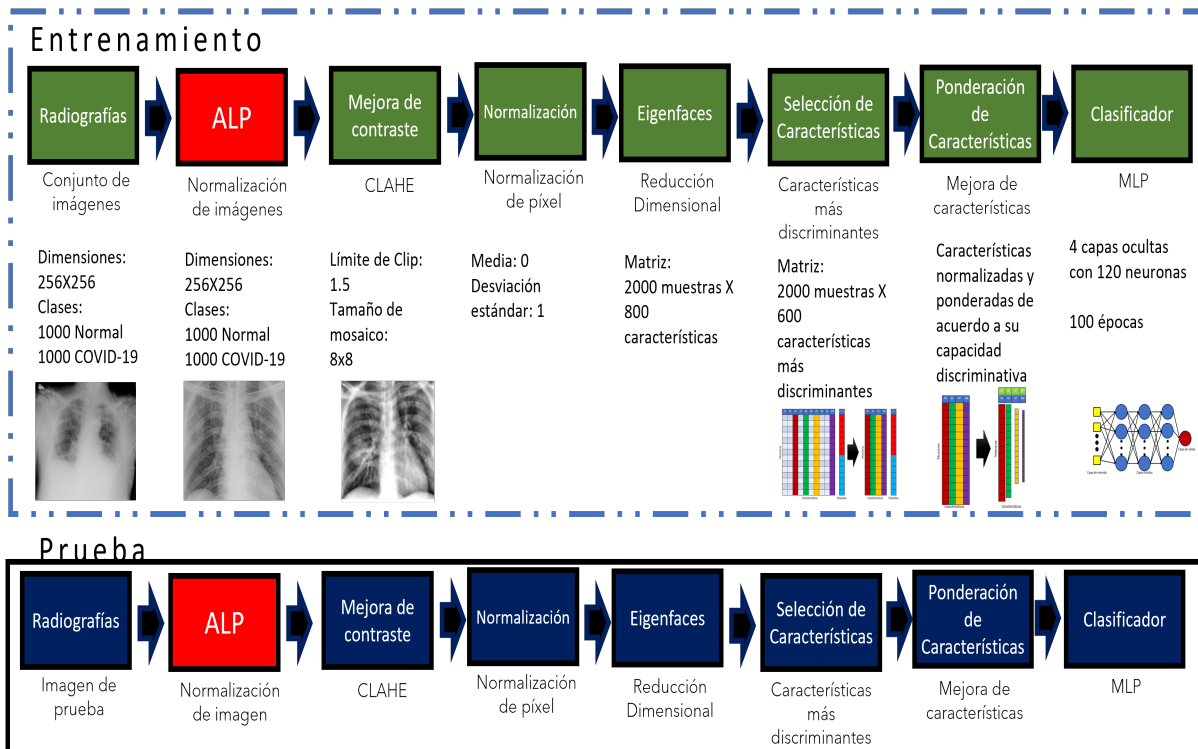 Entrenamiento
Radiografías
ALP
Mejora de
contraste
Normalización
Eigenfaces
Selección de
Características
Ponderación
de
Características
Clasificador
Conjunto de
imágenes
Normalización
de imágenes
CLAHE
Normalización
de píxel
Reducción
Dimensional
Características
más
discriminantes
Mejora de
características
MLP
Dimensiones:
256X256
Clases:
1000 Normal
1000 COVID-19
Dimensiones:
256X256
Clases:
1000 Normal
1000 COVID-19
Límite de Clip:
1.5
Tamaño de
mosaico:
8x8
Media: 0
Desviación
estándar: 1
Matriz:
2000 muestras X
800
características
Matriz:
2000 muestras X
600
características
más
discriminantes
Características
normalizadas y
ponderadas de
acuerdo a su
capacidad
discriminativa
4 capas ocultas
con 120 neuronas
100 épocas
Prueba
Radiografías
ALP
Mejora de
contraste
Normalización
Eigenfaces
Selección de
Características
Ponderación
de
Características
Clasificador
Imagen de
prueba
Normalización
de imagen
CLAHE
Normalización
de píxel
Reducción
Dimensional
Características
más
discriminantes
Mejora de
características
MLP